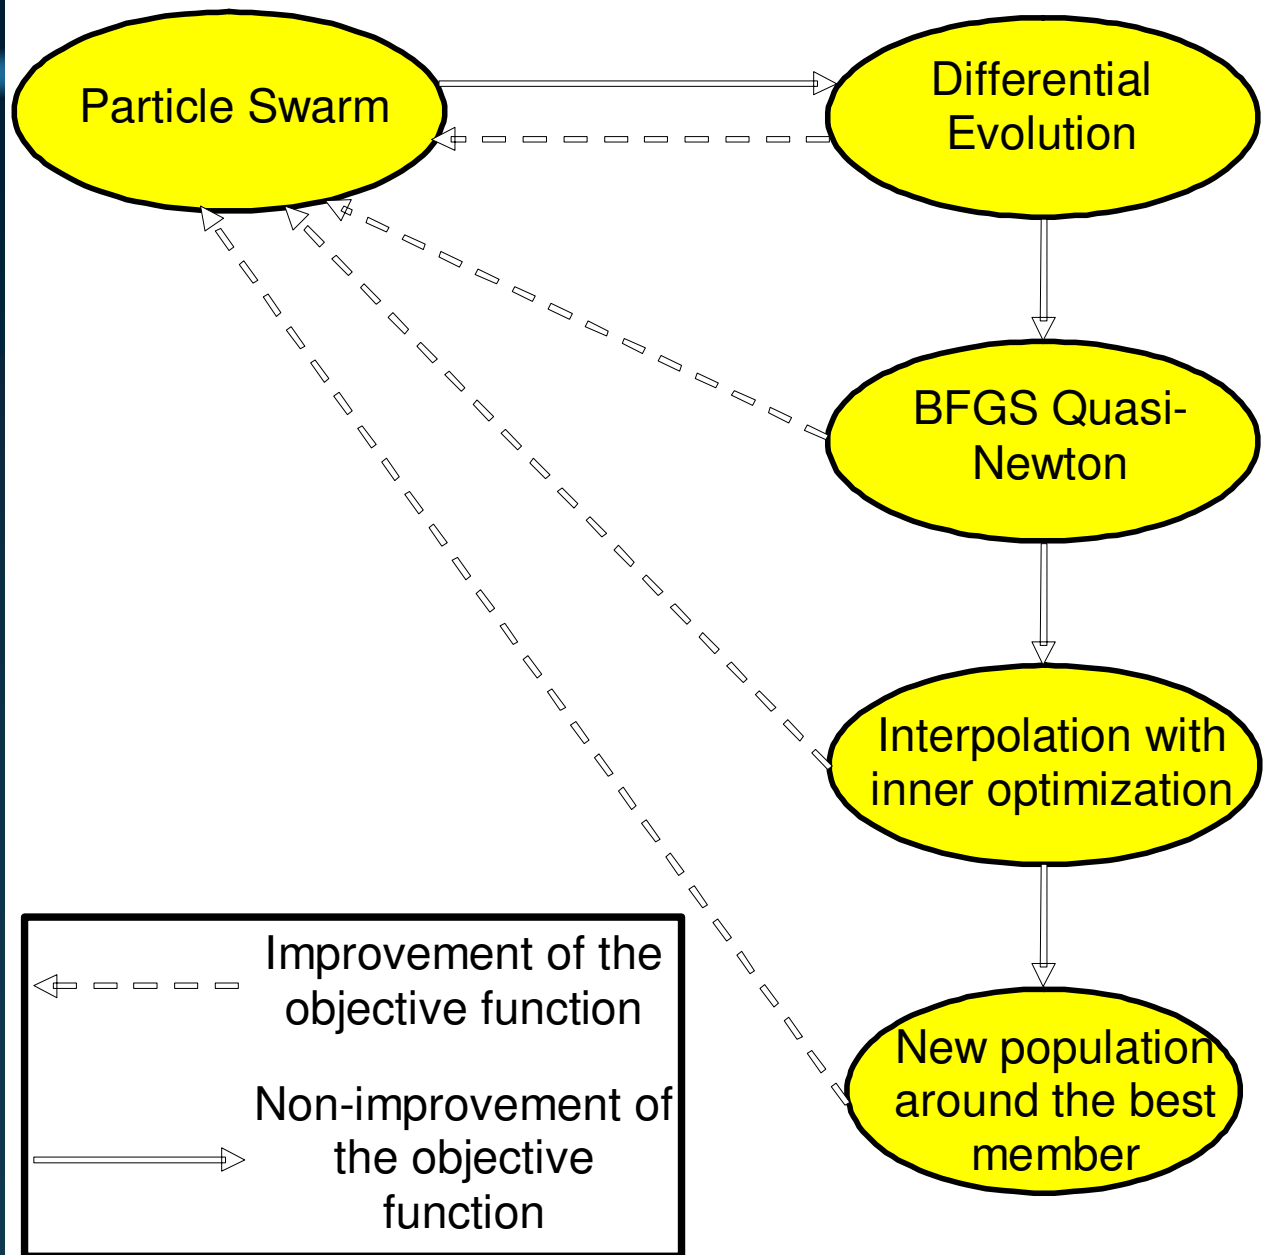 Particle Swarm
Differential
Evolution
BFGS Quasi-
Newton
Interpolation with
inner optimization
New population
around the best
member
Improvement of the
objective function
Non-improvement of
the objective
function